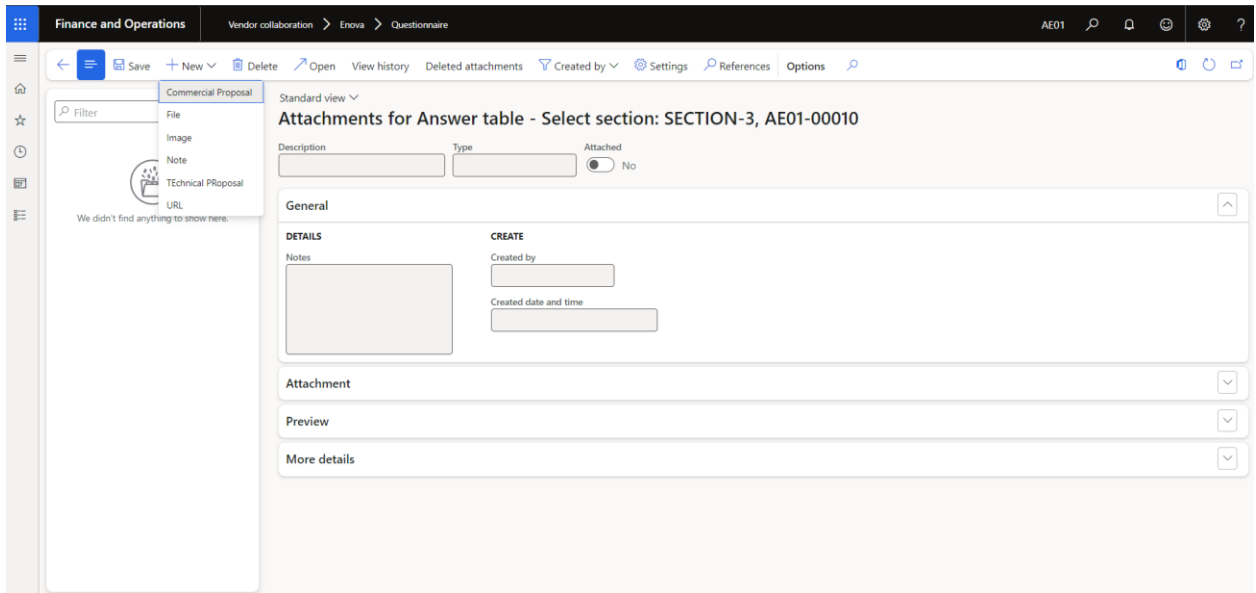 Finance and Operations
Vendor collaboration > Enova > Questionnaire
AE01
Save
New
Delete
Open
View history
Deleted attachments
Created by
Settings
References
Options
Commercial Proposal
File
Image
Note
TEchnical PRoposal
URL
Filter
We didn't find anything to show here.
Standard view
Attachments for Answer table - Select section: SECTION-3, AE01-00010
Description
Type
Attached
No
General
DETAILS
CREATE
Notes
Created by
Created date and time
Attachment
Preview
More details